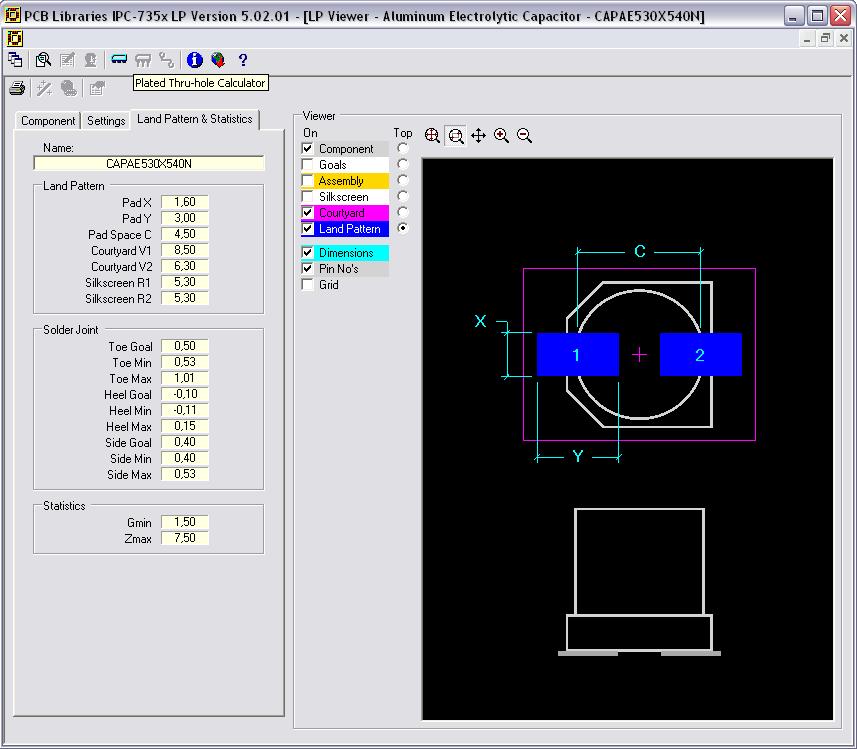 PCB Libraries IPC-735x LP Version 5.02.01 - [LP Viewer - Aluminum Electrolytic Capacitor - CAPAE530X540N]
Plated Thru-hole Calculator
Component Settings Land Pattern & Statistics
Name:
CAPAE530X540N
Land Pattern
Pad X 1,60
Pad Y 3,00
Pad Space C 4,50
Courtyard V1 8,50
Courtyard V2 6,30
Silkscreen R1 5,30
Silkscreen R2 5,30
Solder Joint
Toe Goal 0,50
Toe Min 0,53
Toe Max 1,01
Heel Goal -0,10
Heel Min -0,11
Heel Max 0,15
Side Goal 0,40
Side Min 0,40
Side Max 0,53
Statistics
Gmin 1,50
Zmax 7,50
Viewer
On Top
Component
Goals
Assembly
Silkscreen
Courtyard
Land Pattern
Dimensions
Pin No's
Grid
C
X
1 2
Y